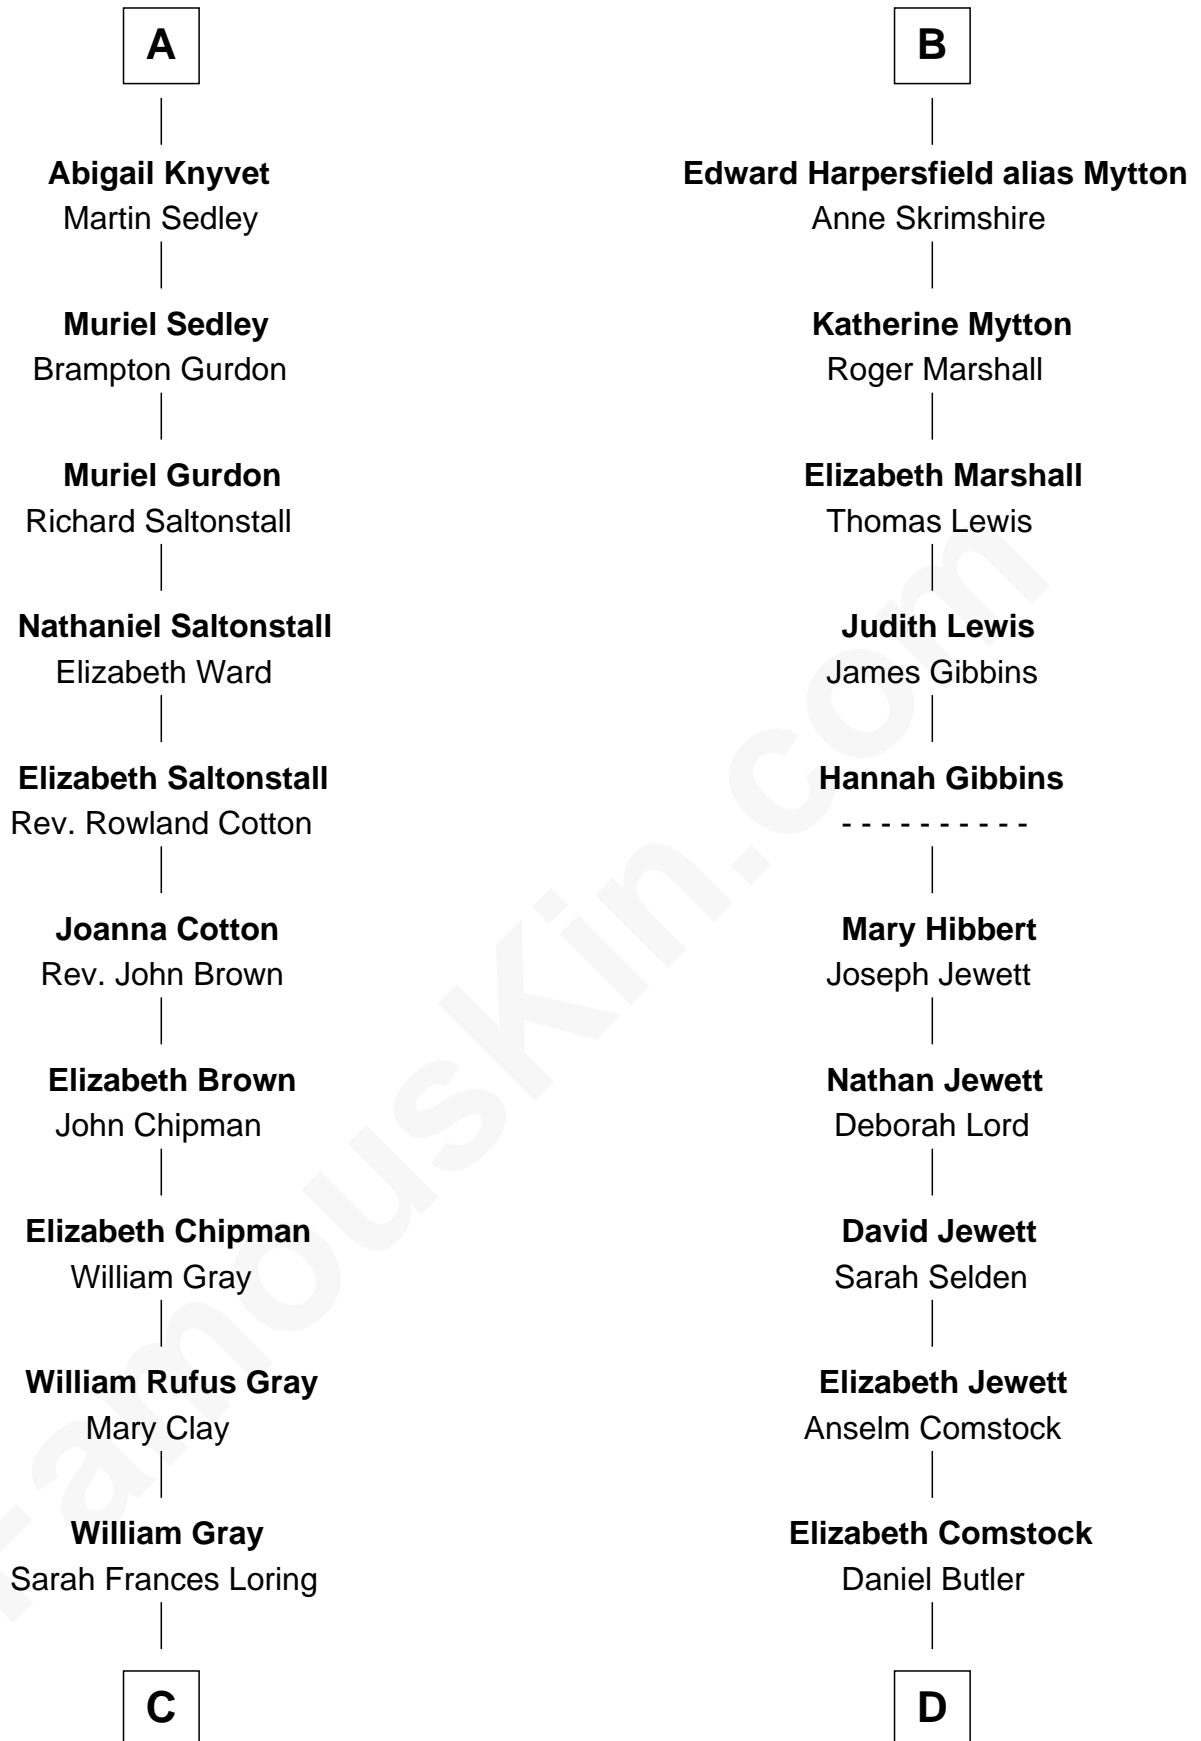 A
Abigail Knyvet
Martin Sedley
Muriel Sedley
Brampton Gurdon
Muriel Gurdon
Richard Saltonstall
Nathaniel Saltonstall
Elizabeth Ward
Elizabeth Saltonstall
Rev. Rowland Cotton
Joanna Cotton
Rev. John Brown
Elizabeth Brown
John Chipman
Elizabeth Chipman
William Gray
William Rufus Gray
Mary Clay
William Gray
Sarah Frances Loring
C
B
Edward Harpersfield alias Mytton
Anne Skrimshire
Katherine Mytton
Roger Marshall
Elizabeth Marshall
Thomas Lewis
Judith Lewis
James Gibbins
Hannah Gibbins
- - - - - - - - - -
Mary Hibbert
Joseph Jewett
Nathan Jewett
Deborah Lord
David Jewett
Sarah Selden
Elizabeth Jewett
Anselm Comstock
Elizabeth Comstock
Daniel Butler
D
FamousKin.com